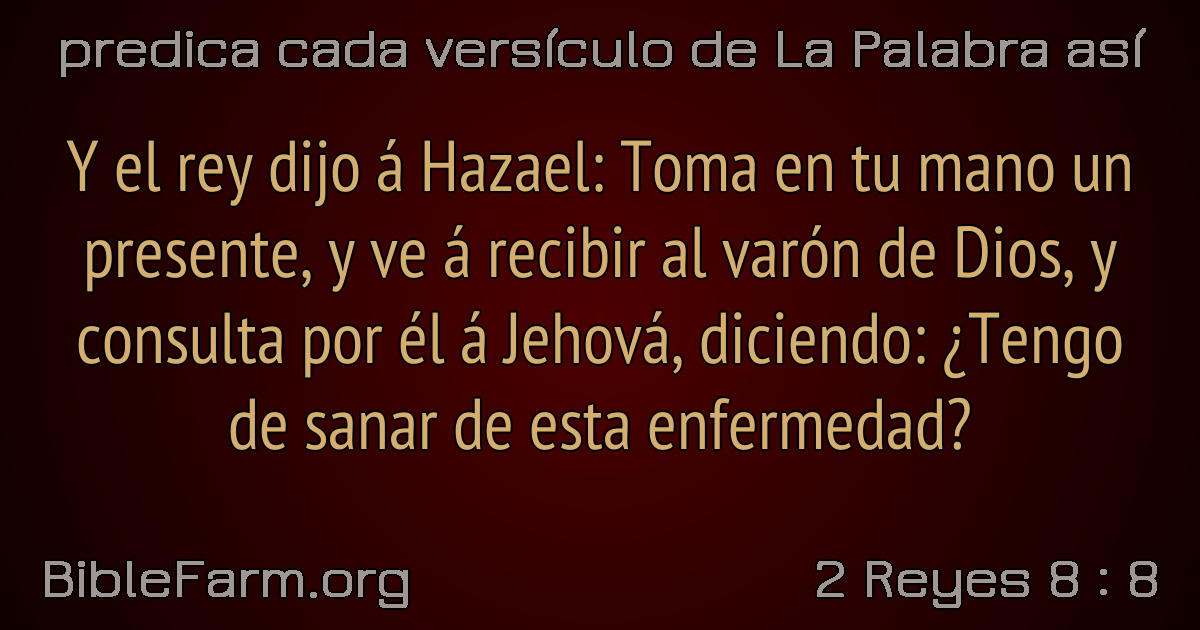 predica cada versículo de La Palabra así
Y el rey dijo á Hazael: Toma en tu mano un
presente, y ve á recibir al varón de Dios, y
consulta por él á Jehová, diciendo: ¿Tengo
de sanar de esta enfermedad?
BibleFarm.org
2 Reyes 8 : 8